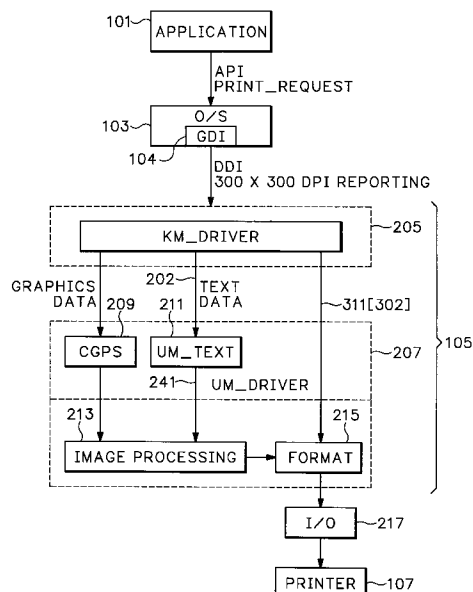 101
APPLICATION
API
PRINT_REQUEST
103
O/S
104
GDI
DDI
300 X 300 DPI REPORTING
KM_DRIVER
205
GRAPHICS
DATA
202
TEXT
DATA
311[302]
105
209
211
CGPS
UM_TEXT
207
241
UM_DRIVER
213
215
IMAGE PROCESSING
FORMAT
I/O
217
PRINTER
107